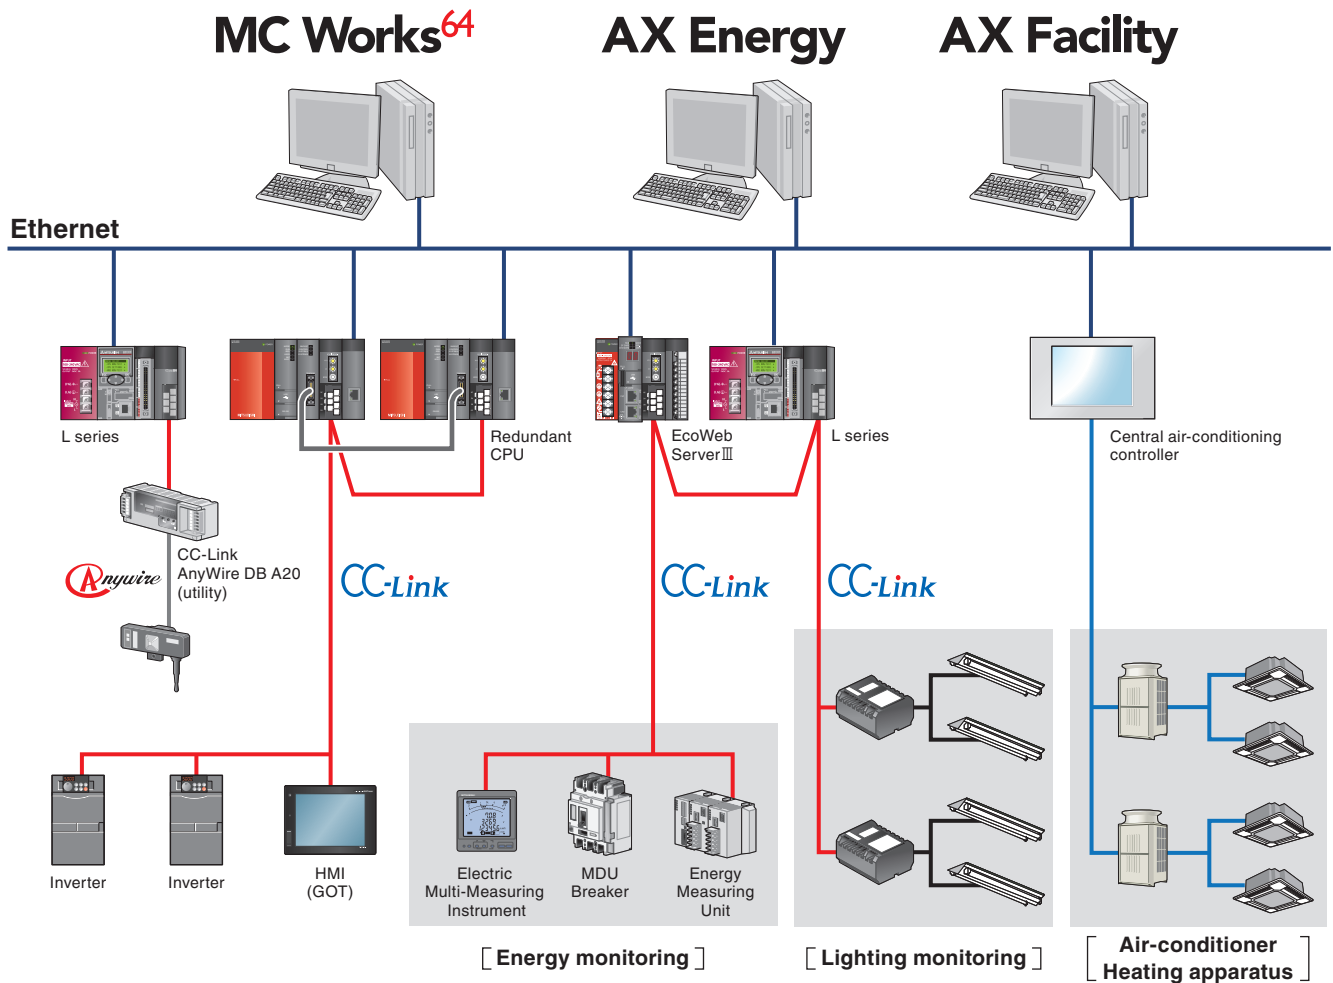 MC Works64
AX Energy
AX Facility
Ethernet
L series
Redundant
CPU
EcoWeb
ServerⅢ
L series
Central air-conditioning
controller
CC-Link
AnyWire DB A20
(utility)
Anywire
CC-Link
CC-Link
CC-Link
Inverter
Inverter
HMI
(GOT)
Electric
Multi-Measuring
Instrument
MDU
Breaker
Energy
Measuring
Unit
[Energy monitoring]
[Lighting monitoring]
[Air-conditioner
Heating apparatus]